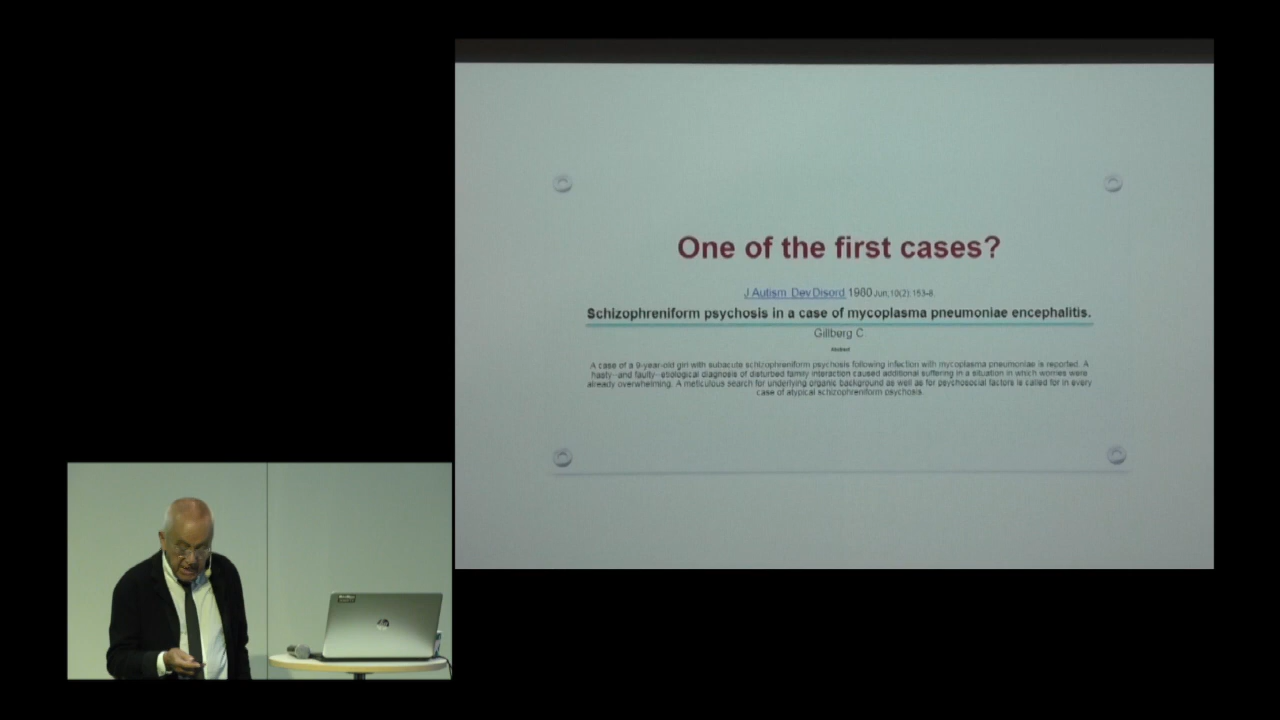 One of the first cases?
J Autism Dev Disord 1980 Jun;10(2):153-8.
Schizophreniform psychosis in a case of mycoplasma pneumoniae encephalitis.
Gillberg C
Abstract
A case of a 9-year-old girl with subacute schizophreniform psychosis following infection with mycoplasma pneumoniae is reported. A
hasty--and faulty--etiological diagnosis of disturbed family interaction caused additional suffering in a situation in which worries were
already overwhelming. A meticulous search for underlying organic background as well as for psychosocial factors is called for in every
case of atypical schizophreniform psychosis.
hp